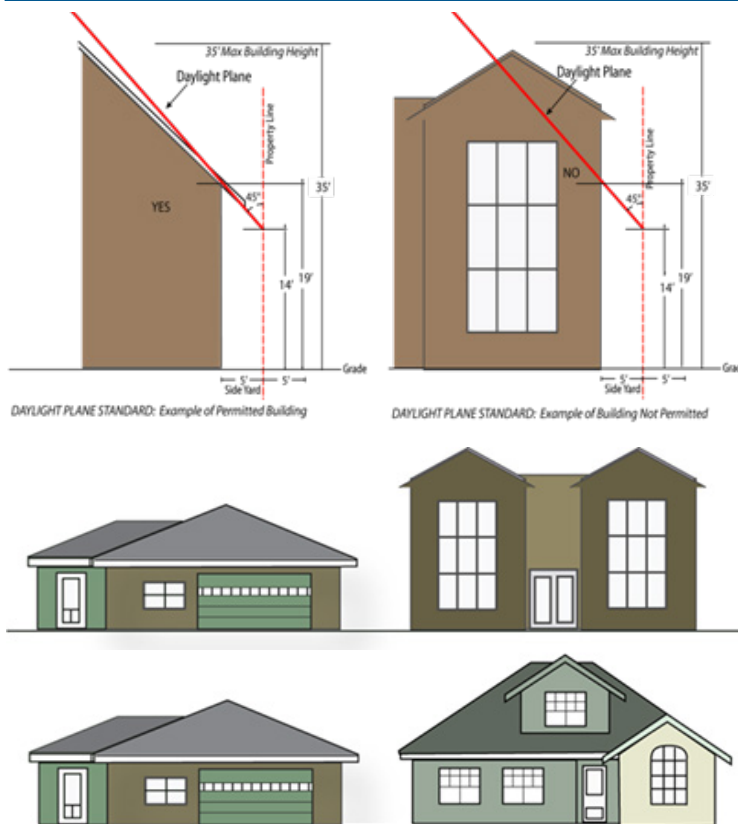 35' Max Building Height
Daylight Plane
Property Line
45°
YES
35'
19'
14'
Grade
5' 5'
Side Yard
DAYLIGHT PLANE STANDARD: Example of Permitted Building
35' Max Building Height
Daylight Plane
Property Line
NO
45°
35'
19'
14'
Grad
5' 5'
Side Yard
DAYLIGHT PLANE STANDARD: Example of Building Not Permitted